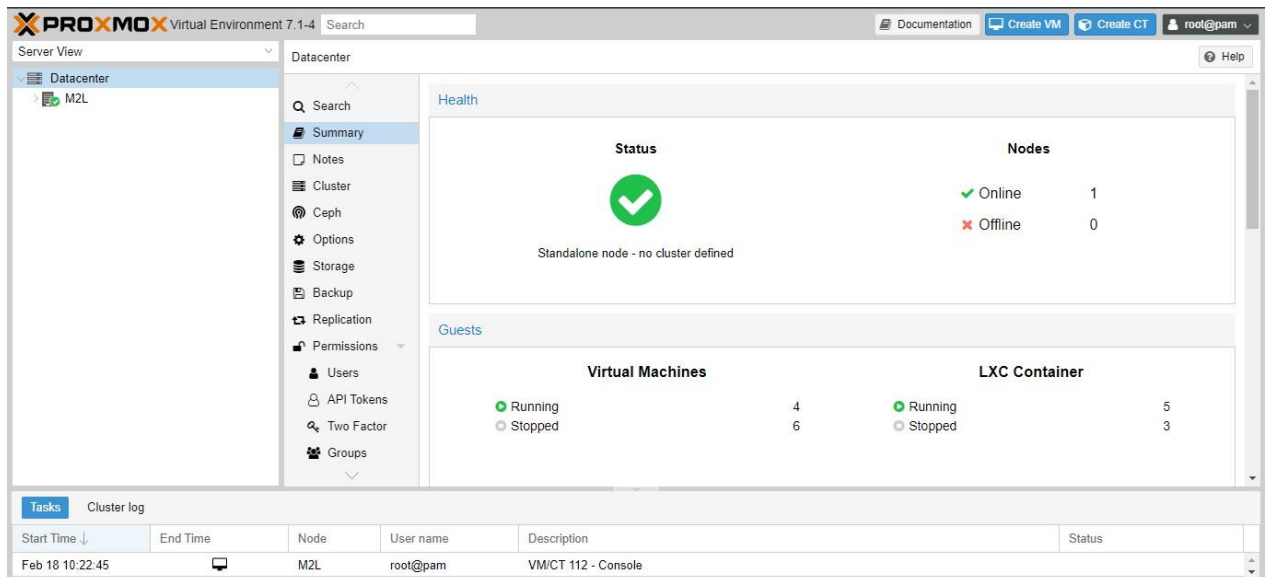 PROXMOX Virtual Environment 7.1-4 Search Documentation Create VM Create CT root@pam
Server View
Datacenter
M2L
Datacenter Help
Search
Summary
Notes
Cluster
Ceph
Options
Storage
Backup
Replication
Permissions
Users
API Tokens
Two Factor
Groups
Health
Status
Standalone node - no cluster defined
Nodes
Online 1
Offline 0
Guests
Virtual Machines
Running 4
Stopped 6
LXC Container
Running 5
Stopped 3
Tasks Cluster log
Start Time End Time Node User name Description Status
Feb 18 10:22:45 M2L root@pam VM/CT 112 - Console